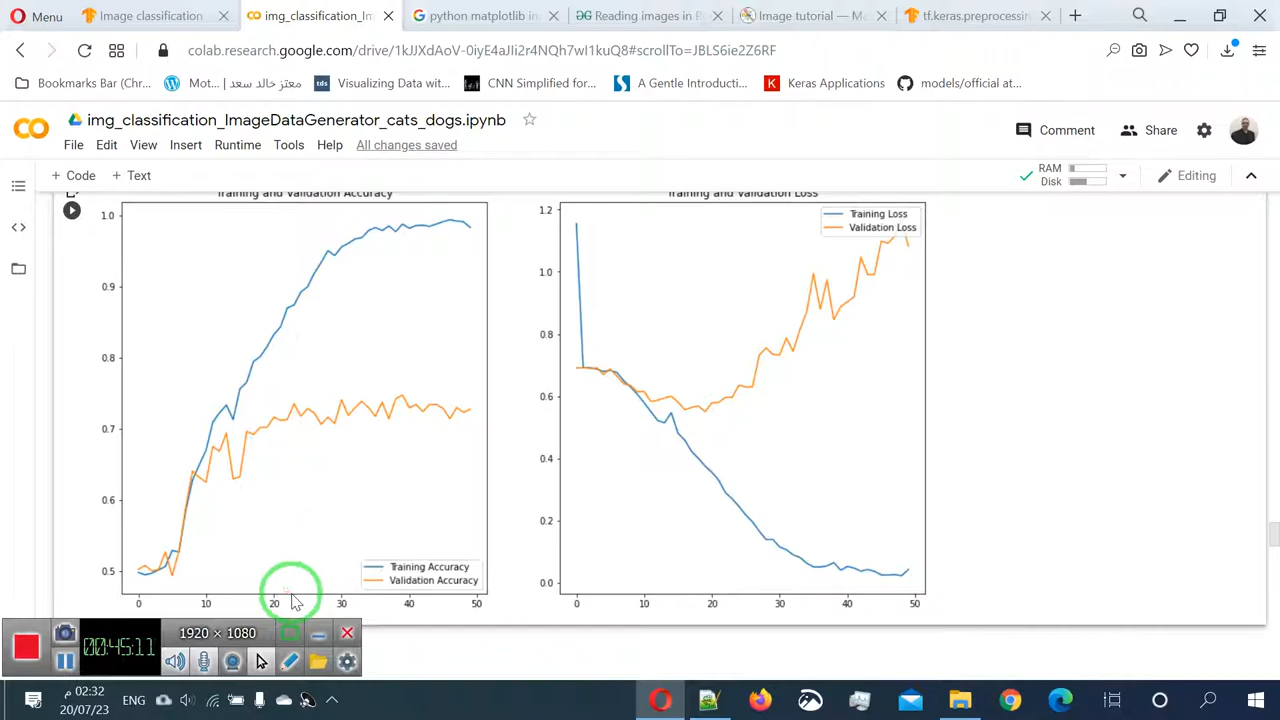 Menu
Image classification
img_classification_Im
python matplotlib in
Reading images in
Image tutorial — M
tf.keras.preprocessin
colab.research.google.com/drive/1kJJXdAoV-0iyE4aJIi2r4NQh7wI1kuQ8#scrollTo=JBLS6ie2Z6RF
Bookmarks Bar (Chr...
معتز خالد سعد | Mot...
tds
Visualizing Data wit...
CNN Simplified for...
A Gentle Introducti...
K
Keras Applications
models/official at...
img_classification_ImageDataGenerator_cats_dogs.ipynb
Comment
Share
File Edit View Insert Runtime Tools Help All changes saved
+ Code + Text
RAM
Disk
Editing
Training and Validation Accuracy
1.0
0.9
0.8
0.7
0.6
0.5
Training Accuracy
Validation Accuracy
0 10 20 30 40 50
Training and Validation Loss
1.2
1.0
0.8
0.6
0.4
0.2
0.0
Training Loss
Validation Loss
0 10 20 30 40 50
00:45:11
1920 × 1080
02:32 م
20/07/23
ENG